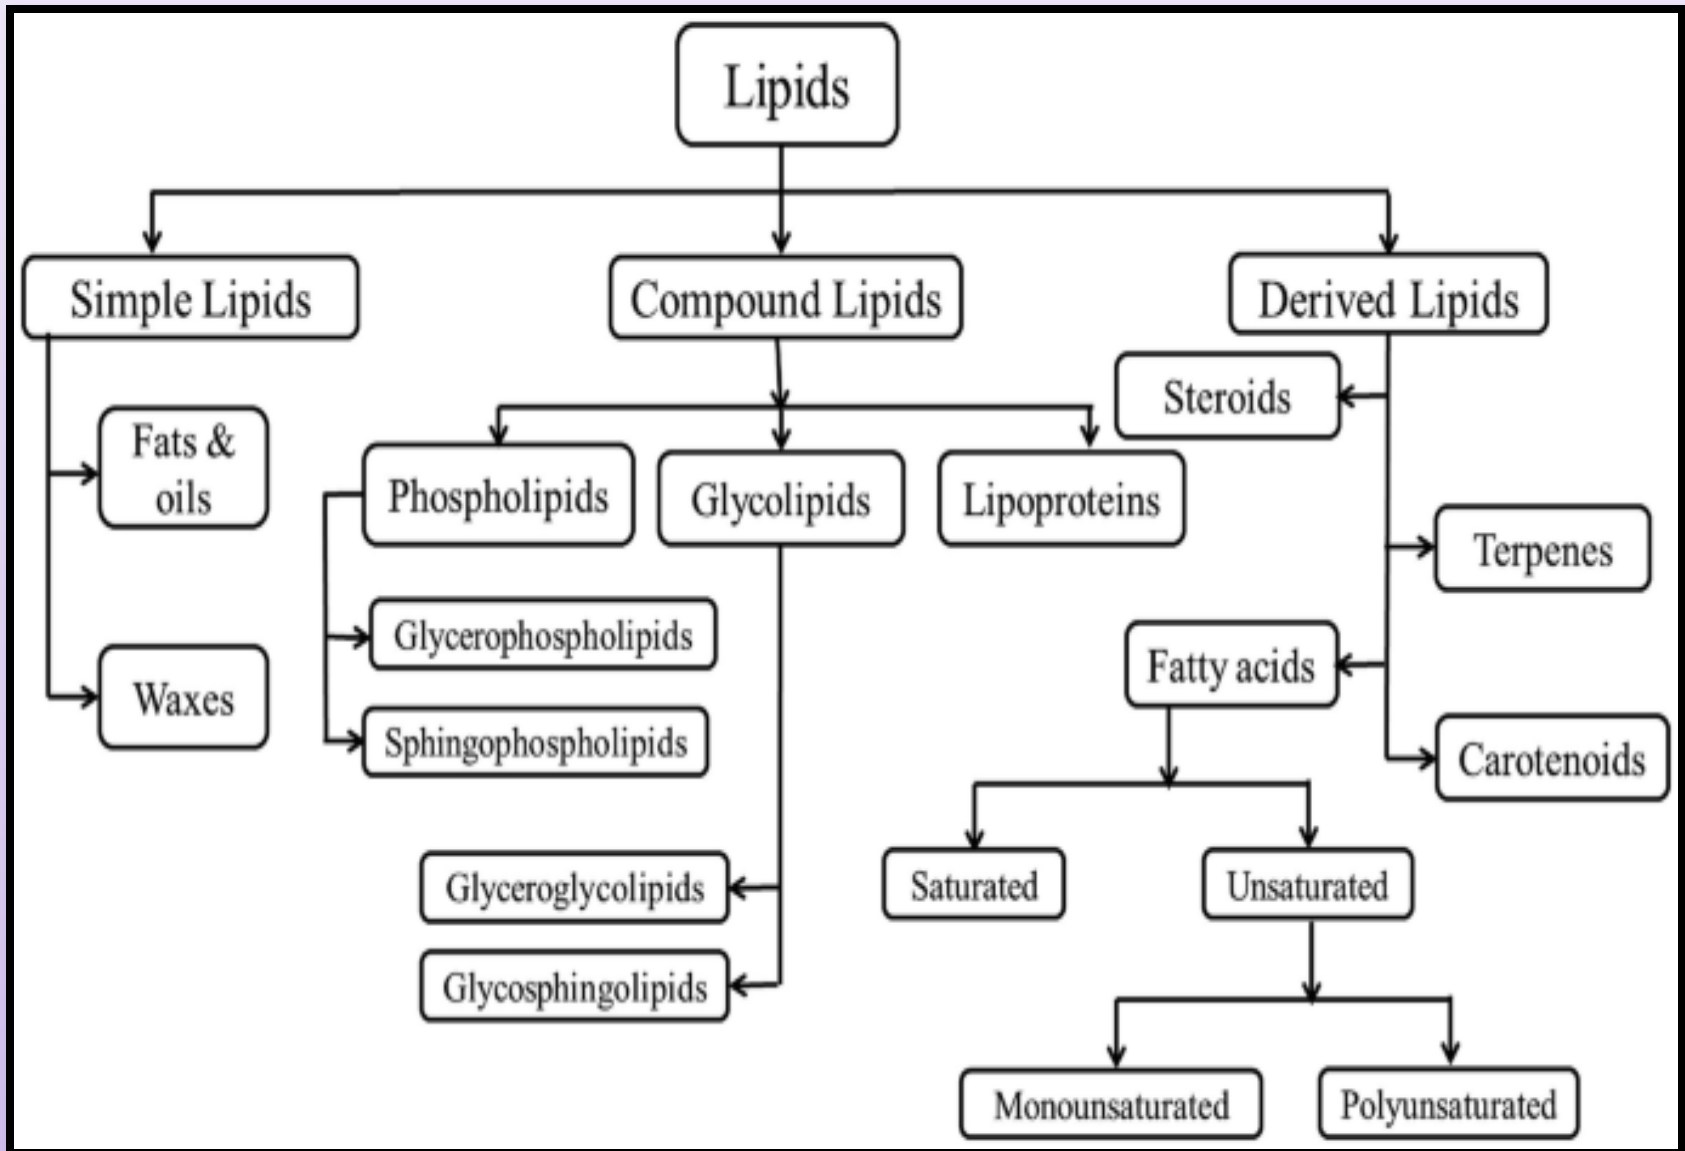 Lipids
Simple Lipids
Compound Lipids
Derived Lipids
Steroids
Fats &
oils
Phospholipids
Glycolipids
Lipoproteins
Terpenes
Glycerophospholipids
Fatty acids
Waxes
Sphingophospholipids
Carotenoids
Glyceroglycolipids
Saturated
Unsaturated
Glycosphingolipids
Monounsaturated
Polyunsaturated